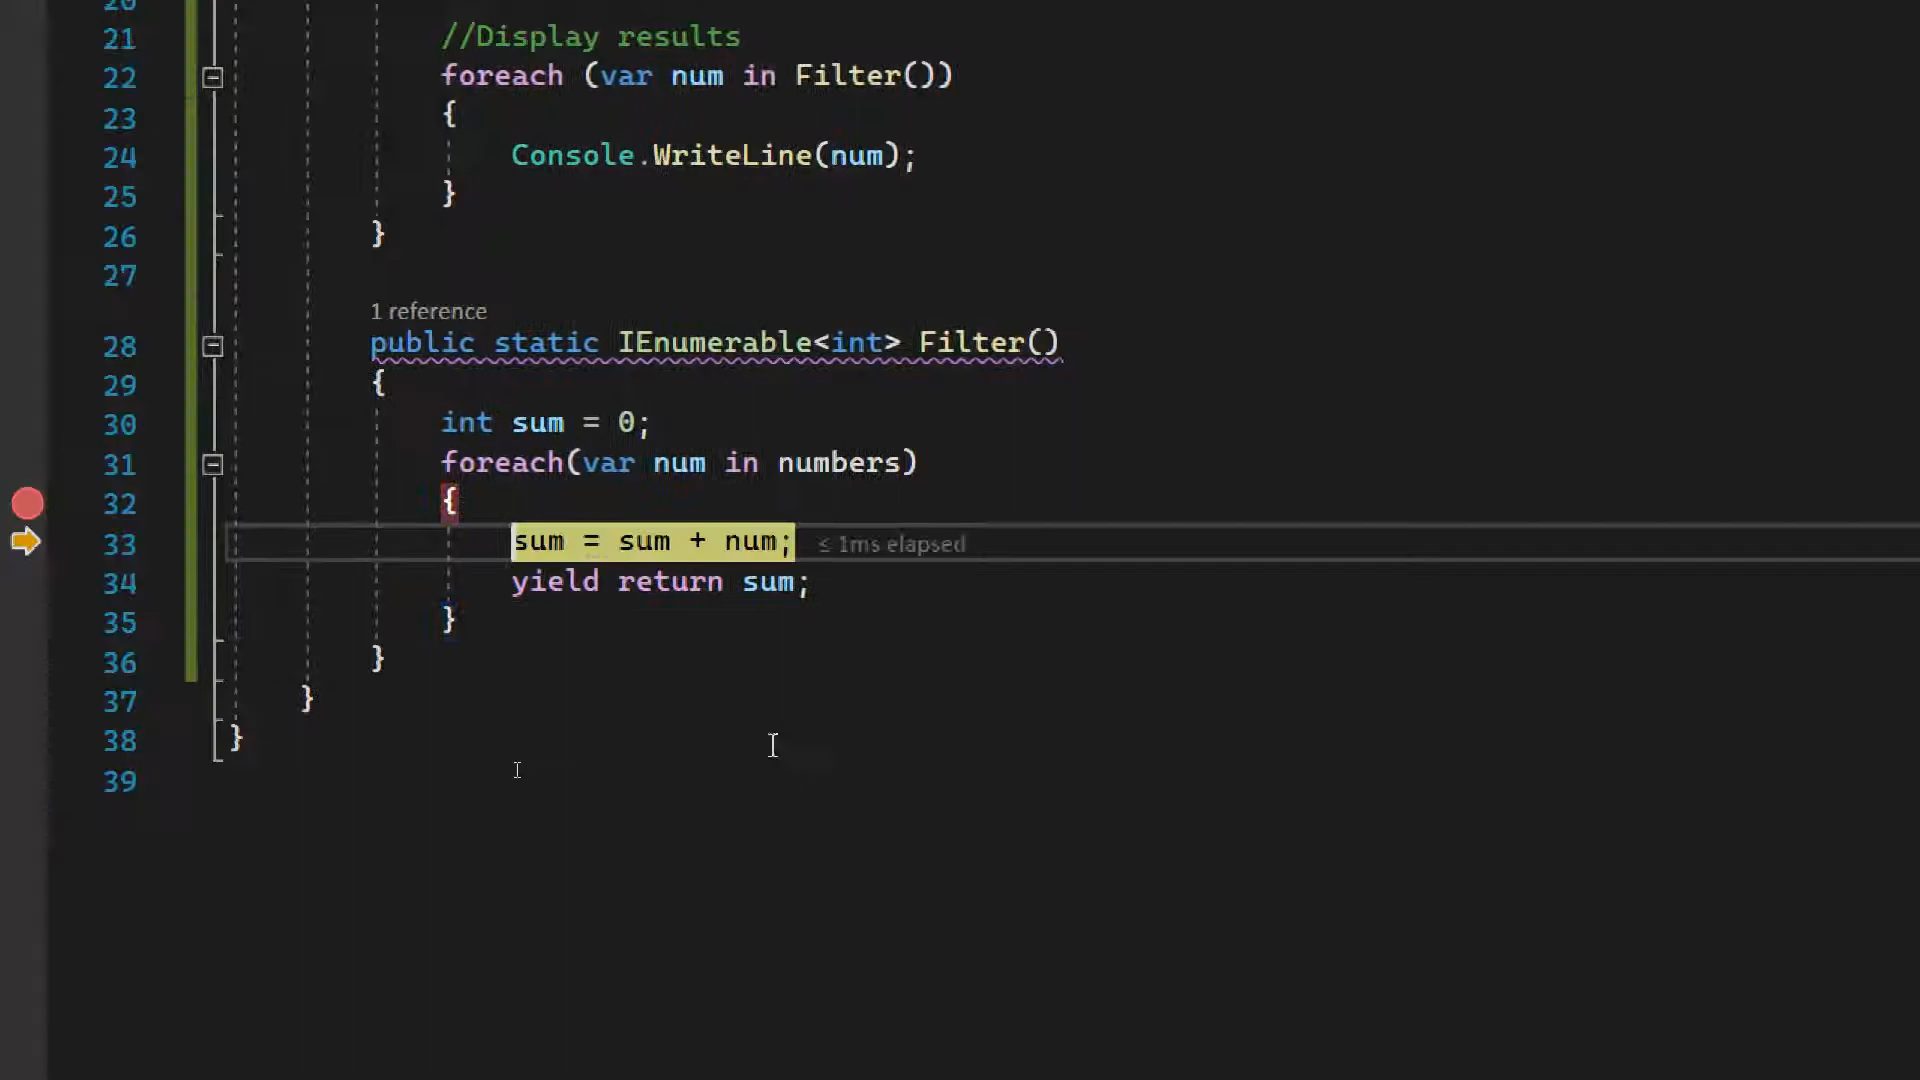 20
21 //Display results
22 foreach (var num in Filter())
23 {
24 Console.WriteLine(num);
25 }
26 }
27
1 reference
28 public static IEnumerable<int> Filter()
29 {
30 int sum = 0;
31 foreach(var num in numbers)
32 {
33 sum = sum + num; ≤ 1ms elapsed
34 yield return sum;
35 }
36 }
37 }
38 }
39